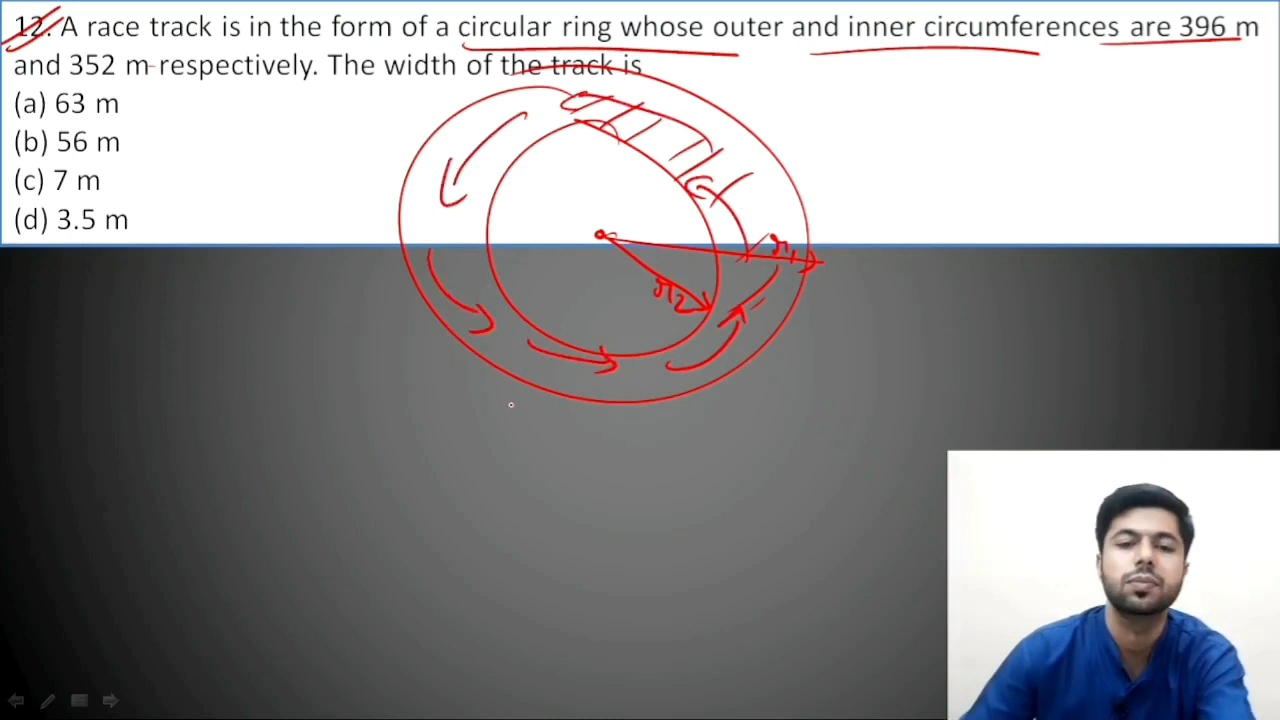 12. A race track is in the form of a circular ring whose outer and inner circumferences are 396 m
and 352 m respectively. The width of the track is
(a) 63 m
(b) 56 m
(c) 7 m
(d) 3.5 m
r1
r2